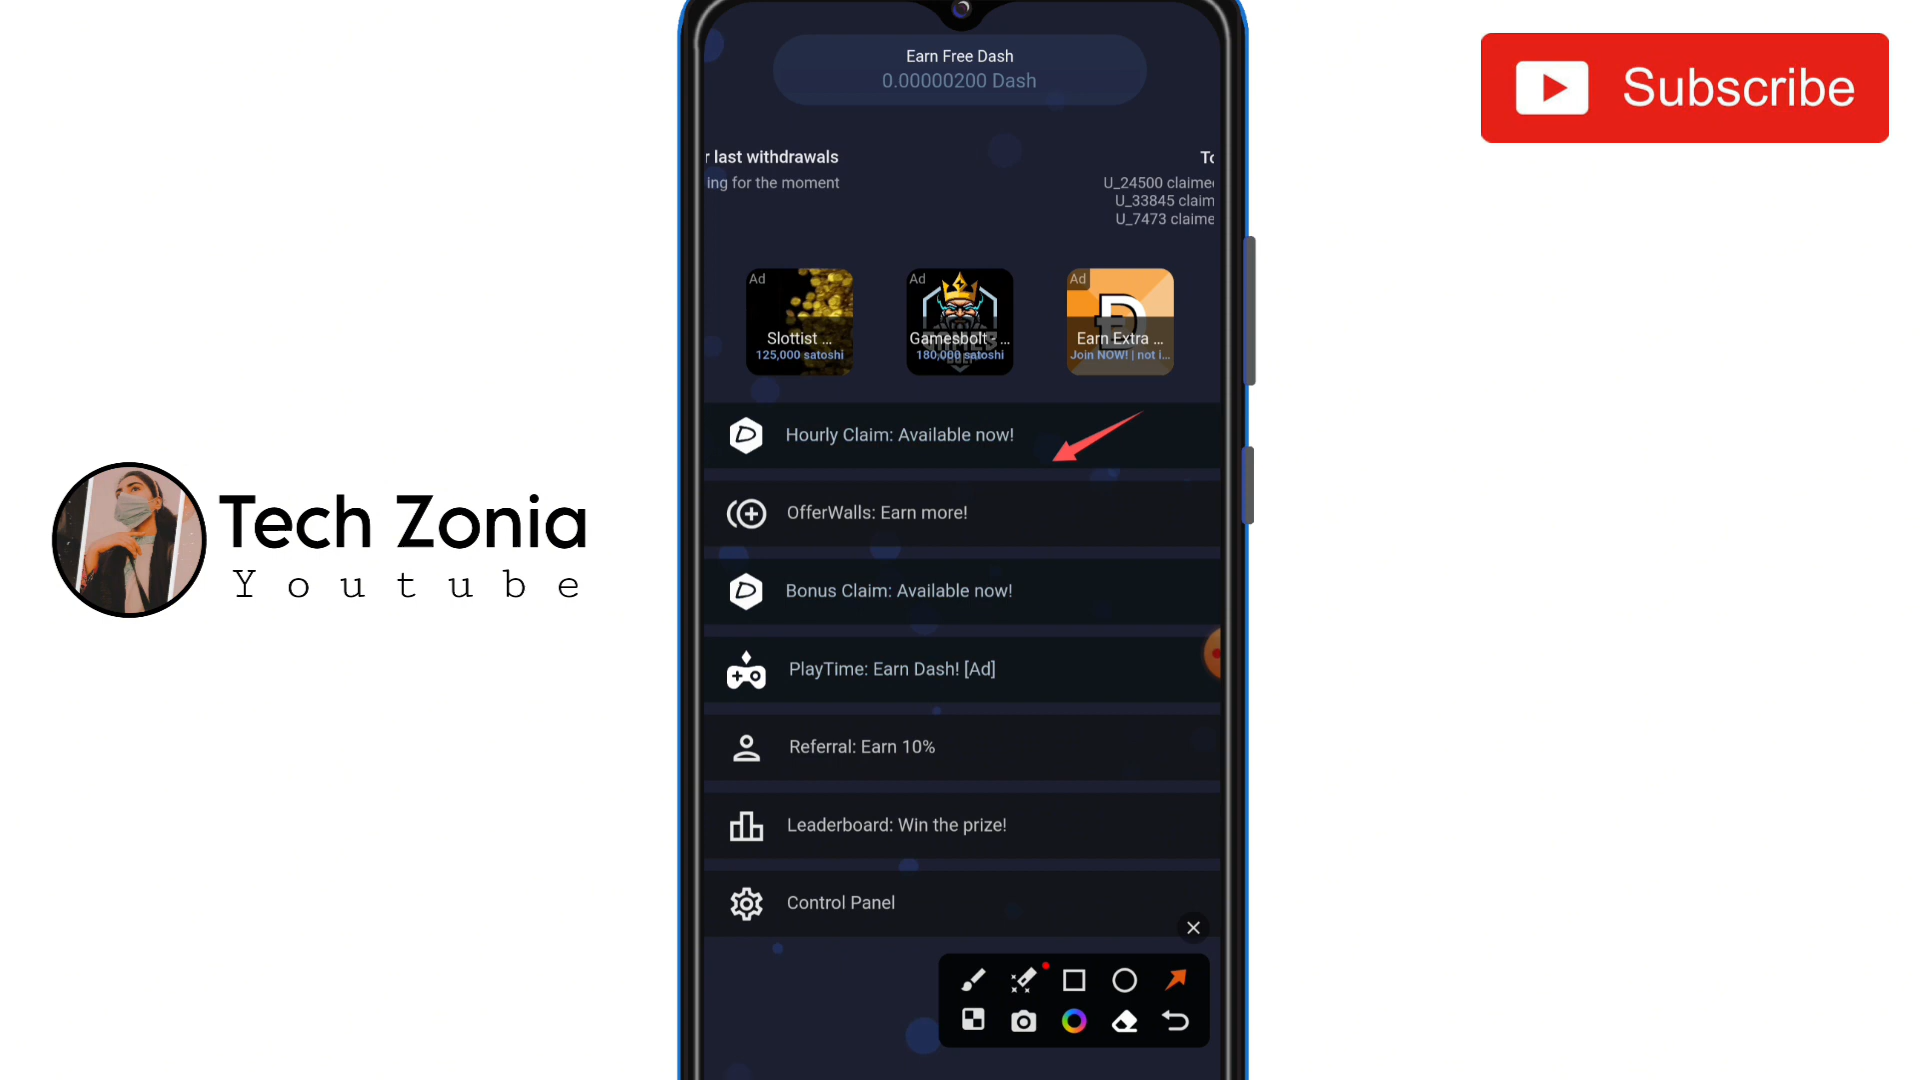 Earn Free Dash
0.00000200 Dash
r last withdrawals
ing for the moment
To
U_24500 claimed
U_33845 claim
U_7473 claime
Ad
Slottist ...
125,000 satoshi
Ad
Gamesbolt - ...
180,000 satoshi
Ad
Earn Extra ...
Join NOW! | not i...
Hourly Claim: Available now!
OfferWalls: Earn more!
Bonus Claim: Available now!
PlayTime: Earn Dash! [Ad]
Referral: Earn 10%
Leaderboard: Win the prize!
Control Panel
Subscribe
Tech Zonia
Youtube